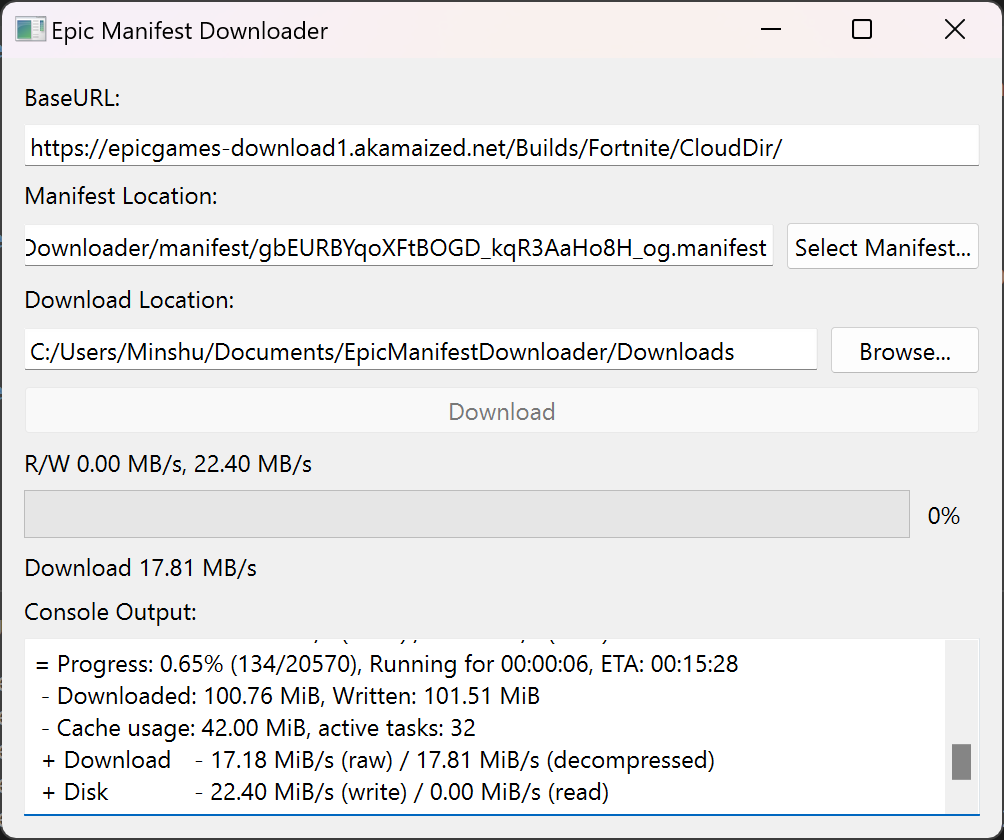 Epic Manifest Downloader
BaseURL:
https://epicgames-download1.akamaized.net/Builds/Fortnite/CloudDir/
Manifest Location:
Downloader/manifest/gbEURBYqoXFtBOGD_kqR3AaHo8H_og.manifest
Select Manifest...
Download Location:
C:/Users/Minshu/Documents/EpicManifestDownloader/Downloads
Browse...
Download
R/W 0.00 MB/s, 22.40 MB/s
0%
Download 17.81 MB/s
Console Output:
= Progress: 0.65% (134/20570), Running for 00:00:06, ETA: 00:15:28
- Downloaded: 100.76 MiB, Written: 101.51 MiB
- Cache usage: 42.00 MiB, active tasks: 32
+ Download - 17.18 MiB/s (raw) / 17.81 MiB/s (decompressed)
+ Disk - 22.40 MiB/s (write) / 0.00 MiB/s (read)